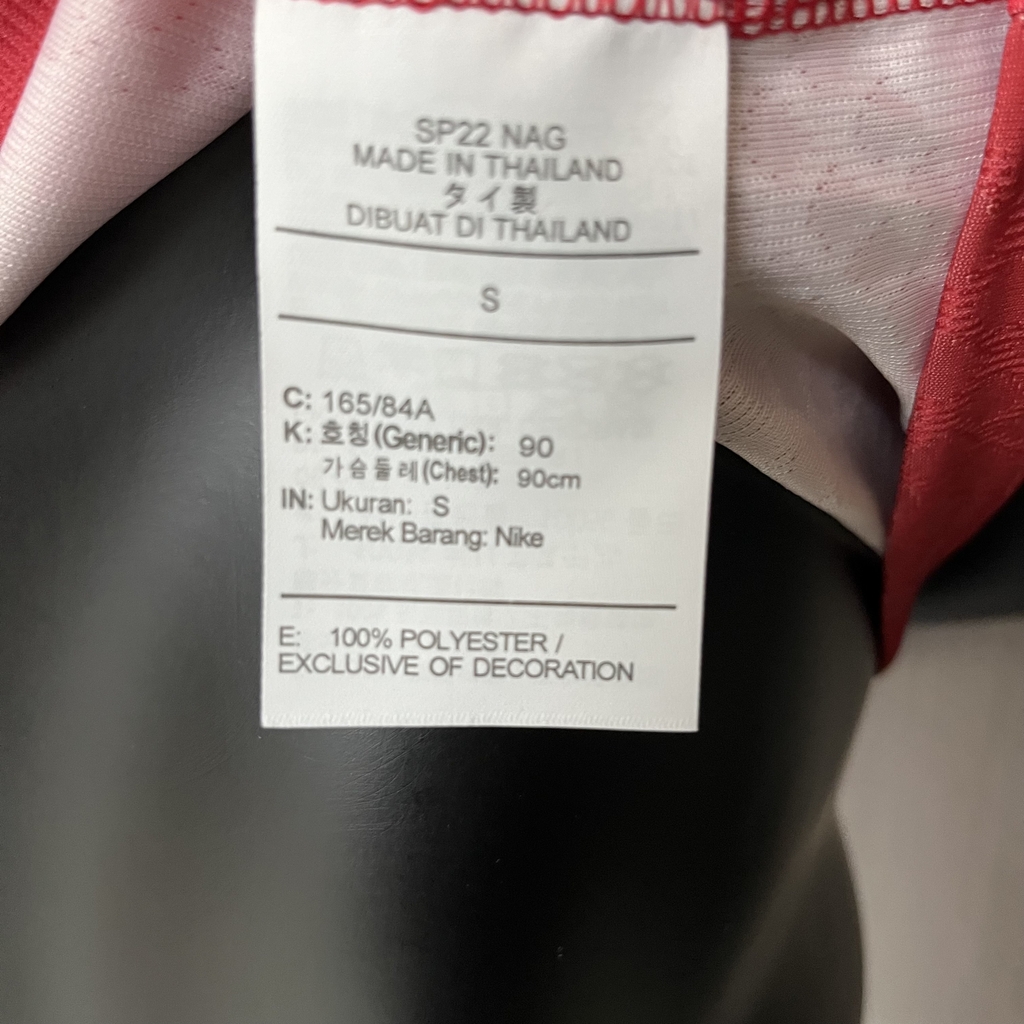 SP22 NAG
MADE IN THAILAND
タイ製
DIBUAT DI THAILAND
S
C: 165/84A
K: 호칭(Generic): 90
가슴둘레(Chest): 90cm
IN: Ukuran: S
Merek Barang: Nike
E: 100% POLYESTER /
EXCLUSIVE OF DECORATION